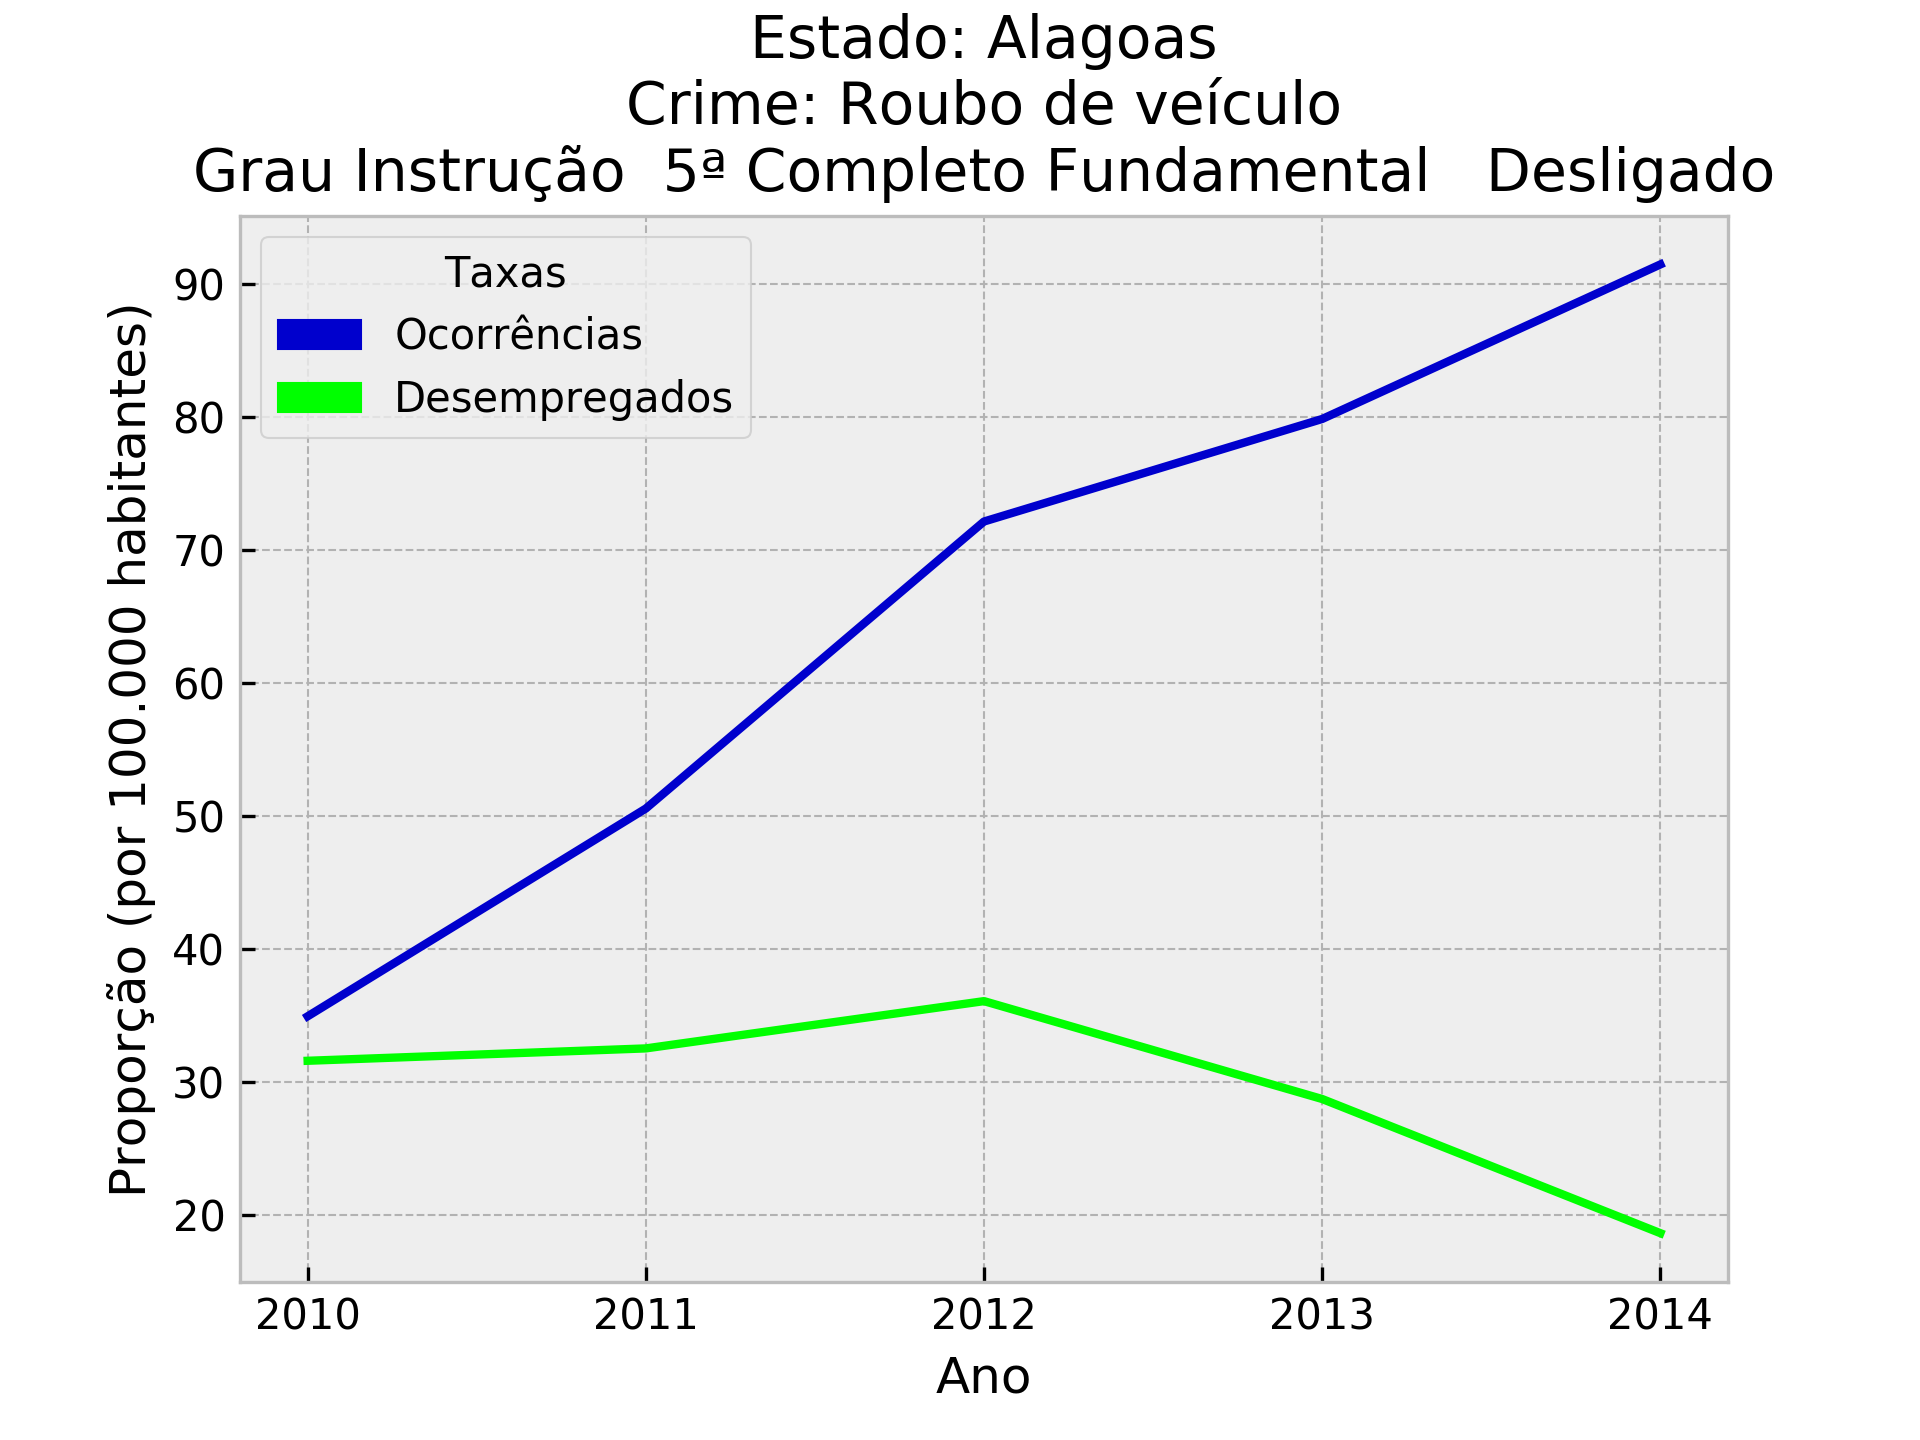 Estado: Alagoas
Crime: Roubo de veículo
Grau Instrução  5ª Completo Fundamental   Desligado
Taxas
Ocorrências
Desempregados
Proporção (por 100.000 habitantes)
90
80
70
60
50
40
30
20
2010 2011 2012 2013 2014
Ano